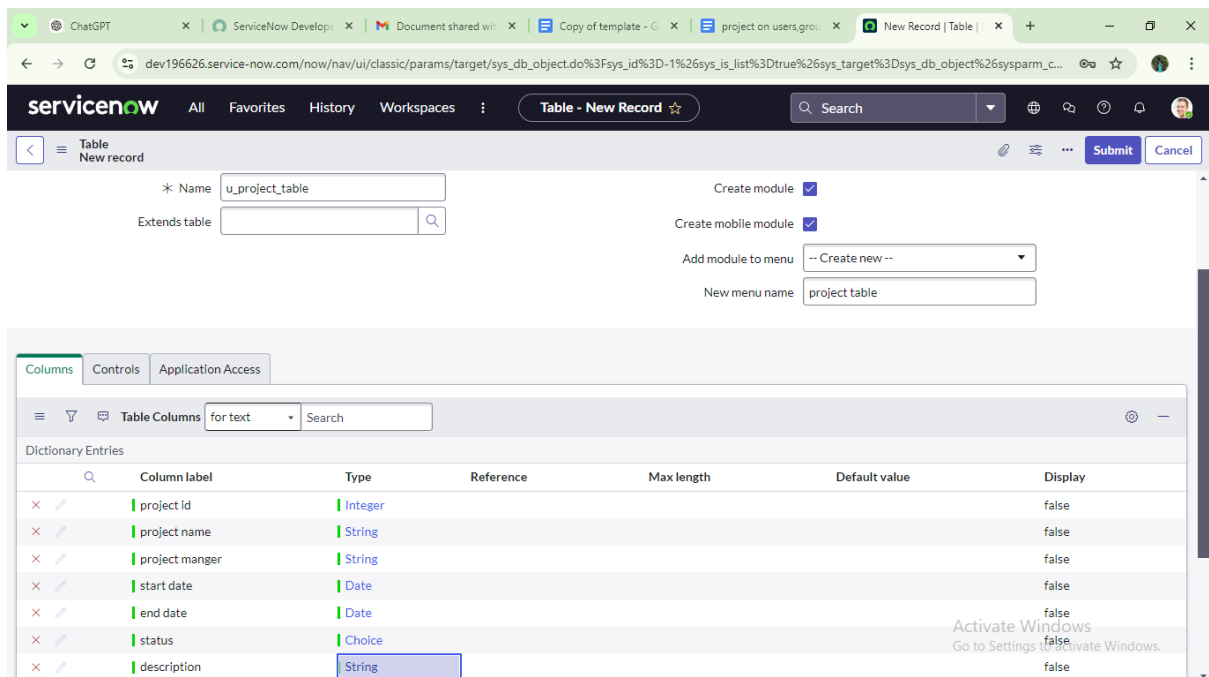 ChatGPT
ServiceNow Develope
Document shared wit
Copy of template - G
project on users,grou
New Record | Table |
dev196626.service-now.com/now/nav/ui/classic/params/target/sys_db_object.do%3Fsys_id%3D-1%26sys_is_list%3Dtrue%26sys_target%3Dsys_db_object%26sysparm_c...
servicenow All Favorites History Workspaces Table - New Record Search
Table
New record
Submit Cancel
Name u_project_table Create module
Extends table Create mobile module
Add module to menu -- Create new --
New menu name project table
Columns Controls Application Access
Table Columns for text Search
Dictionary Entries
Column label Type Reference Max length Default value Display
project id Integer false
project name String false
project manger String false
start date Date false
end date Date false
status Choice false
description String false
Activate Windows
Go to Settings to activate Windows.